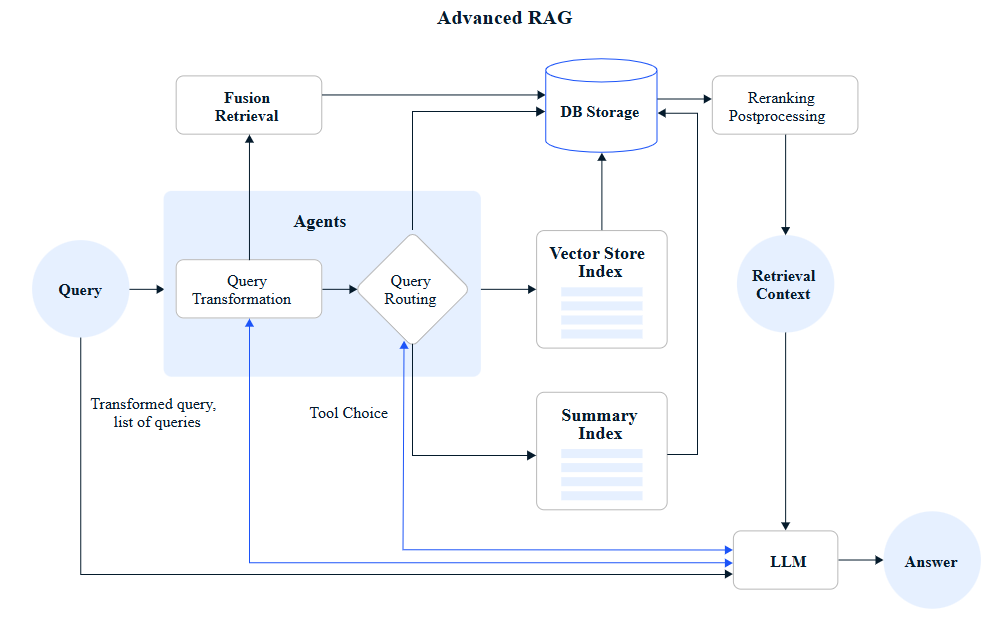 Advanced RAG
Fusion
Retrieval
DB Storage
Reranking
Postprocessing
Agents
Query
Query
Transformation
Query
Routing
Vector Store
Index
Retrieval
Context
Transformed query,
list of queries
Tool Choice
Summary
Index
LLM
Answer